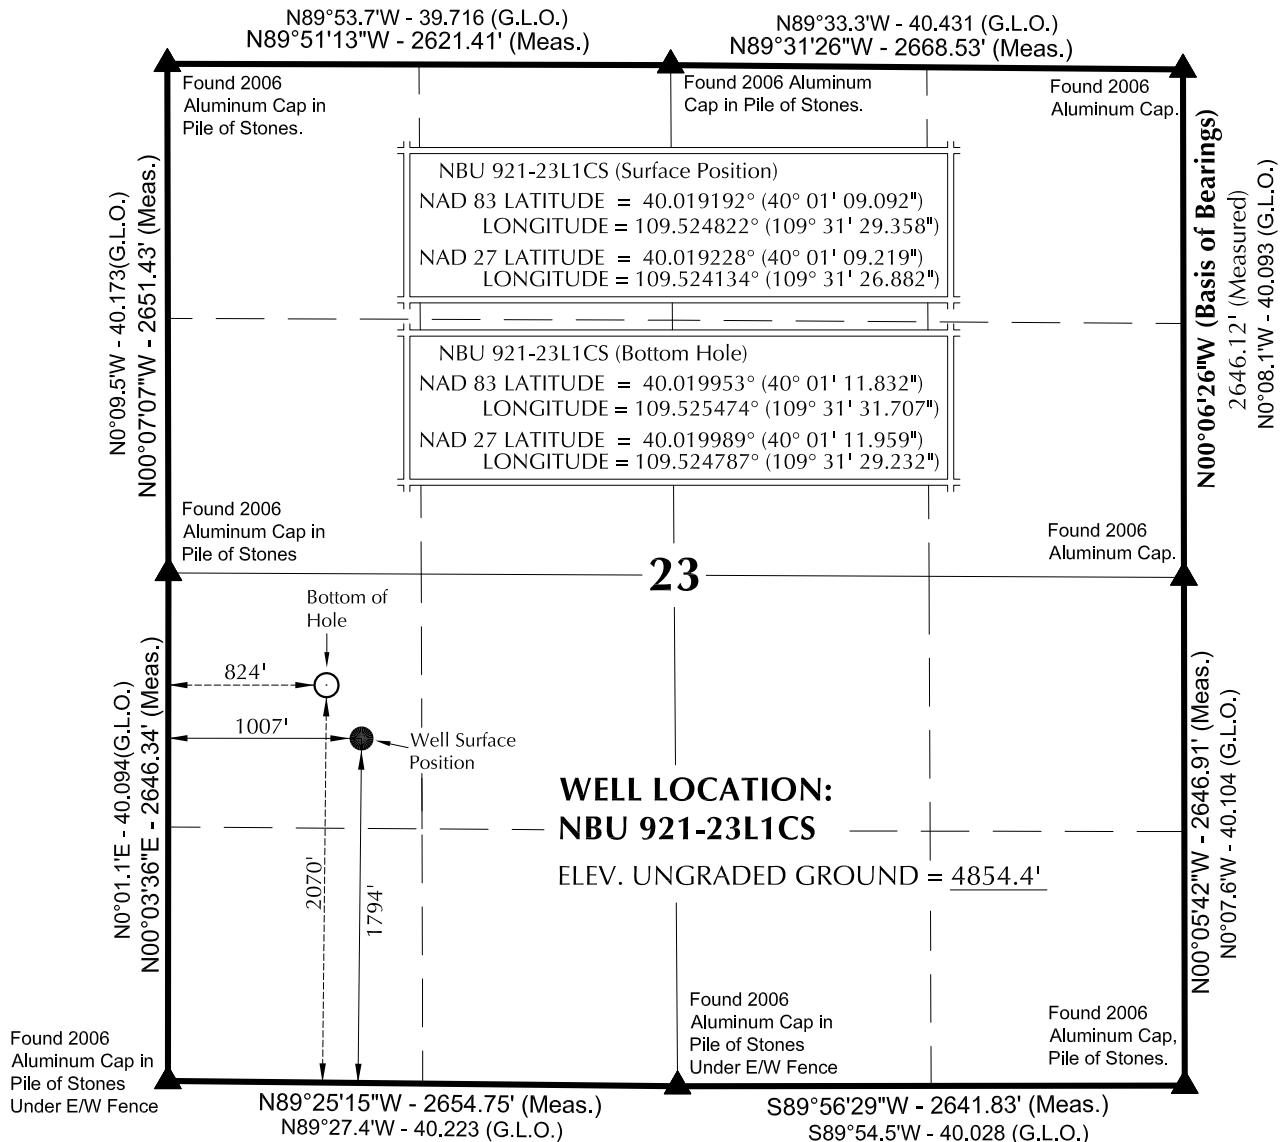 N89°53.7'W - 39.716 (G.L.O.)
N89°51'13"W - 2621.41' (Meas.)
N89°33.3'W - 40.431 (G.L.O.)
N89°31'26"W - 2668.53' (Meas.)
Found 2006
Aluminum Cap in
Pile of Stones.
Found 2006 Aluminum
Cap in Pile of Stones.
Found 2006
Aluminum Cap.
NBU 921-23L1CS (Surface Position)
NAD 83 LATITUDE = 40.019192° (40° 01' 09.092")
LONGITUDE = 109.524822° (109° 31' 29.358")
NAD 27 LATITUDE = 40.019228° (40° 01' 09.219")
LONGITUDE = 109.524134° (109° 31' 26.882")
NBU 921-23L1CS (Bottom Hole)
NAD 83 LATITUDE = 40.019953° (40° 01' 11.832")
LONGITUDE = 109.525474° (109° 31' 31.707")
NAD 27 LATITUDE = 40.019989° (40° 01' 11.959")
LONGITUDE = 109.524787° (109° 31' 29.232")
N0°09.5'W - 40.173(G.L.O.)
N00°07'07"W - 2651.43' (Meas.)
N00°06'26"W (Basis of Bearings)
2646.12' (Measured)
N0°08.1'W - 40.093 (G.L.O.)
Found 2006
Aluminum Cap in
Pile of Stones
Found 2006
Aluminum Cap.
23
Bottom of
Hole
824'
1007'
Well Surface
Position
2070'
1794'
WELL LOCATION:
NBU 921-23L1CS
ELEV. UNGRADED GROUND = 4854.4'
N0°01.1'E - 40.094(G.L.O.)
N00°03'36"E - 2646.34' (Meas.)
N00°05'42"W - 2646.91' (Meas.)
N0°07.6'W - 40.104 (G.L.O.)
Found 2006
Aluminum Cap in
Pile of Stones
Under E/W Fence
Found 2006
Aluminum Cap in
Pile of Stones
Under E/W Fence
Found 2006
Aluminum Cap,
Pile of Stones.
N89°25'15"W - 2654.75' (Meas.)
N89°27.4'W - 40.223 (G.L.O.)
S89°56'29"W - 2641.83' (Meas.)
S89°54.5'W - 40.028 (G.L.O.)